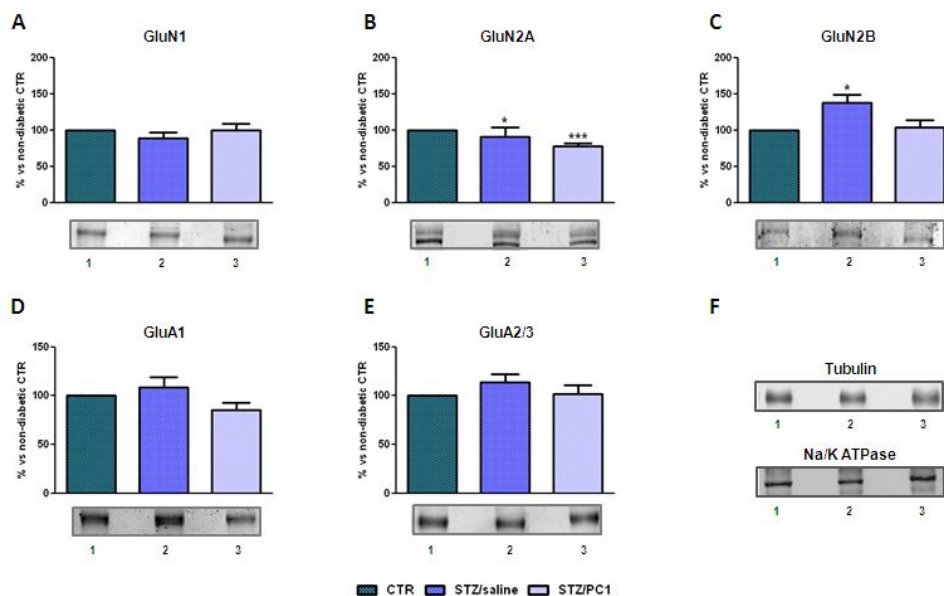 A
GluN1
% vs non-diabetic CTR
200
150
100
50
0
1 2 3
B
GluN2A
% vs non-diabetic CTR
200
150
100
50
0
*
***
1 2 3
C
GluN2B
% vs non-diabetic CTR
200
150
100
50
0
*
1 2 3
D
GluA1
% vs non-diabetic CTR
150
100
50
0
1 2 3
E
GluA2/3
% vs non-diabetic CTR
150
100
50
0
1 2 3
F
Tubulin
1 2 3
Na/K ATPase
1 2 3
CTR STZ/saline STZ/PC1